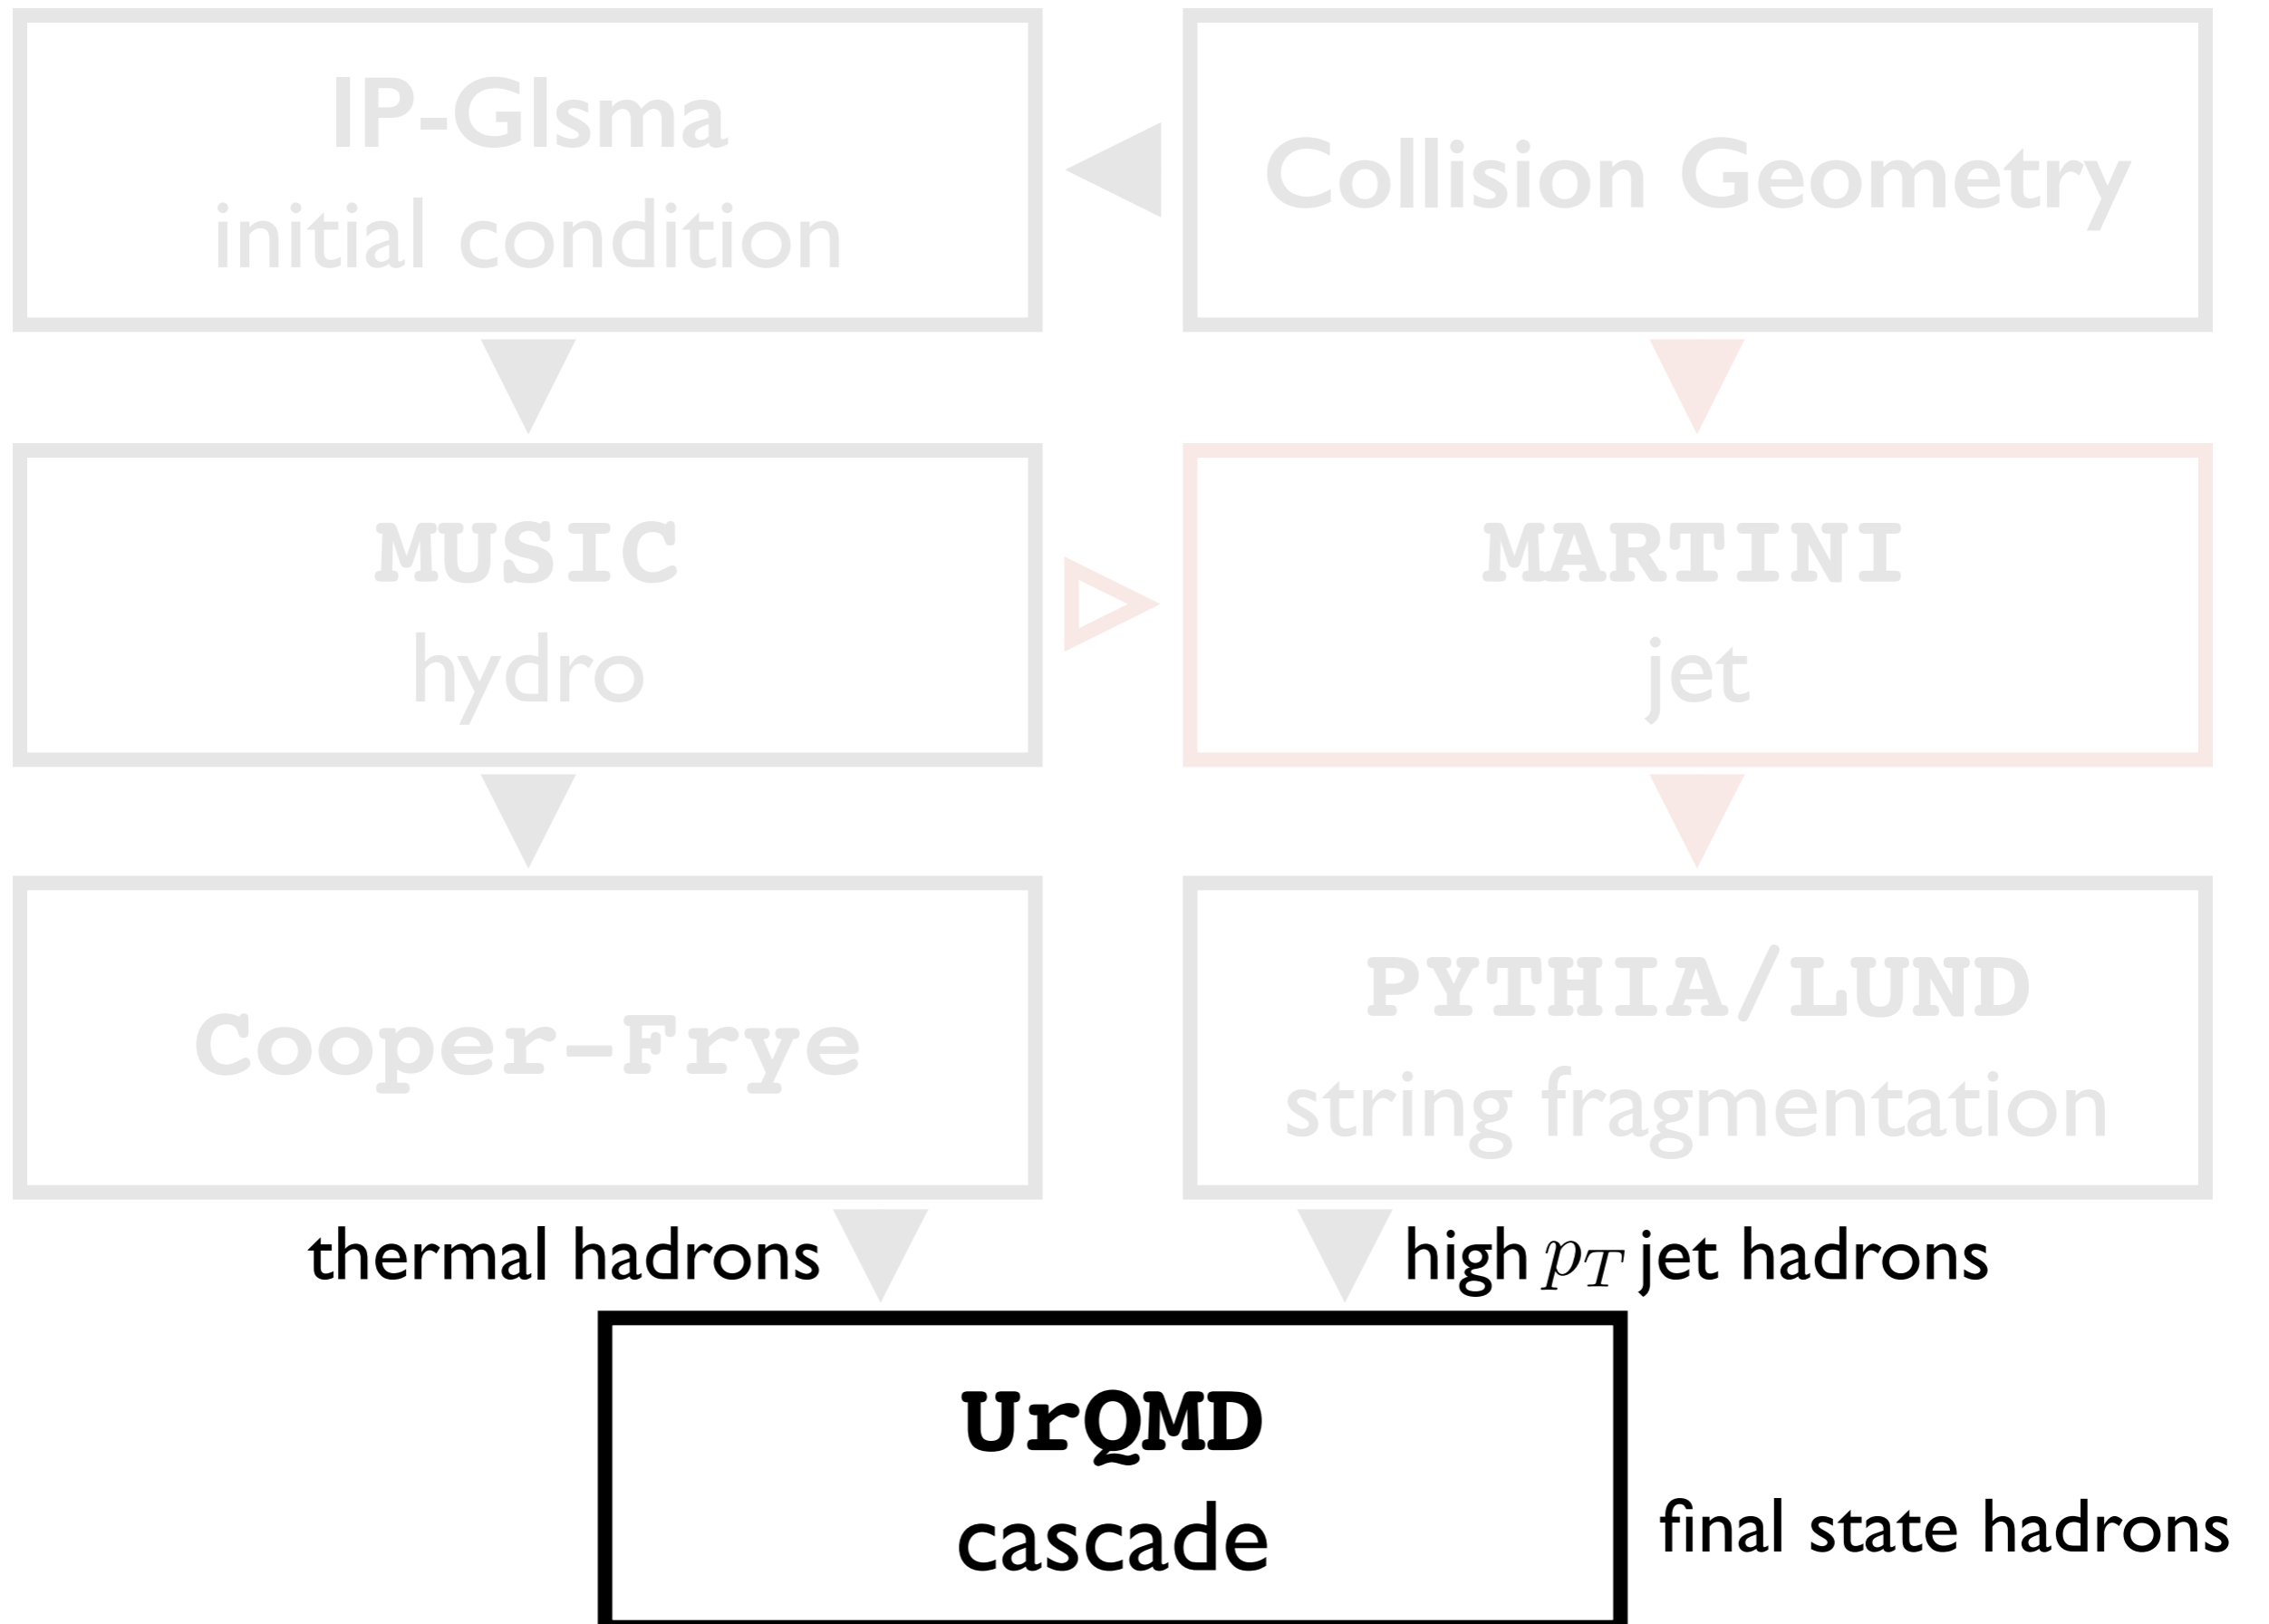 IP-Glsma
initial condition
Collision Geometry
MUSIC
hydro
MARTINI
jet
Cooper-Frye
PYTHIA/LUND
string fragmentation
thermal hadrons
high p_T jet hadrons
UrQMD
cascade
final state hadrons